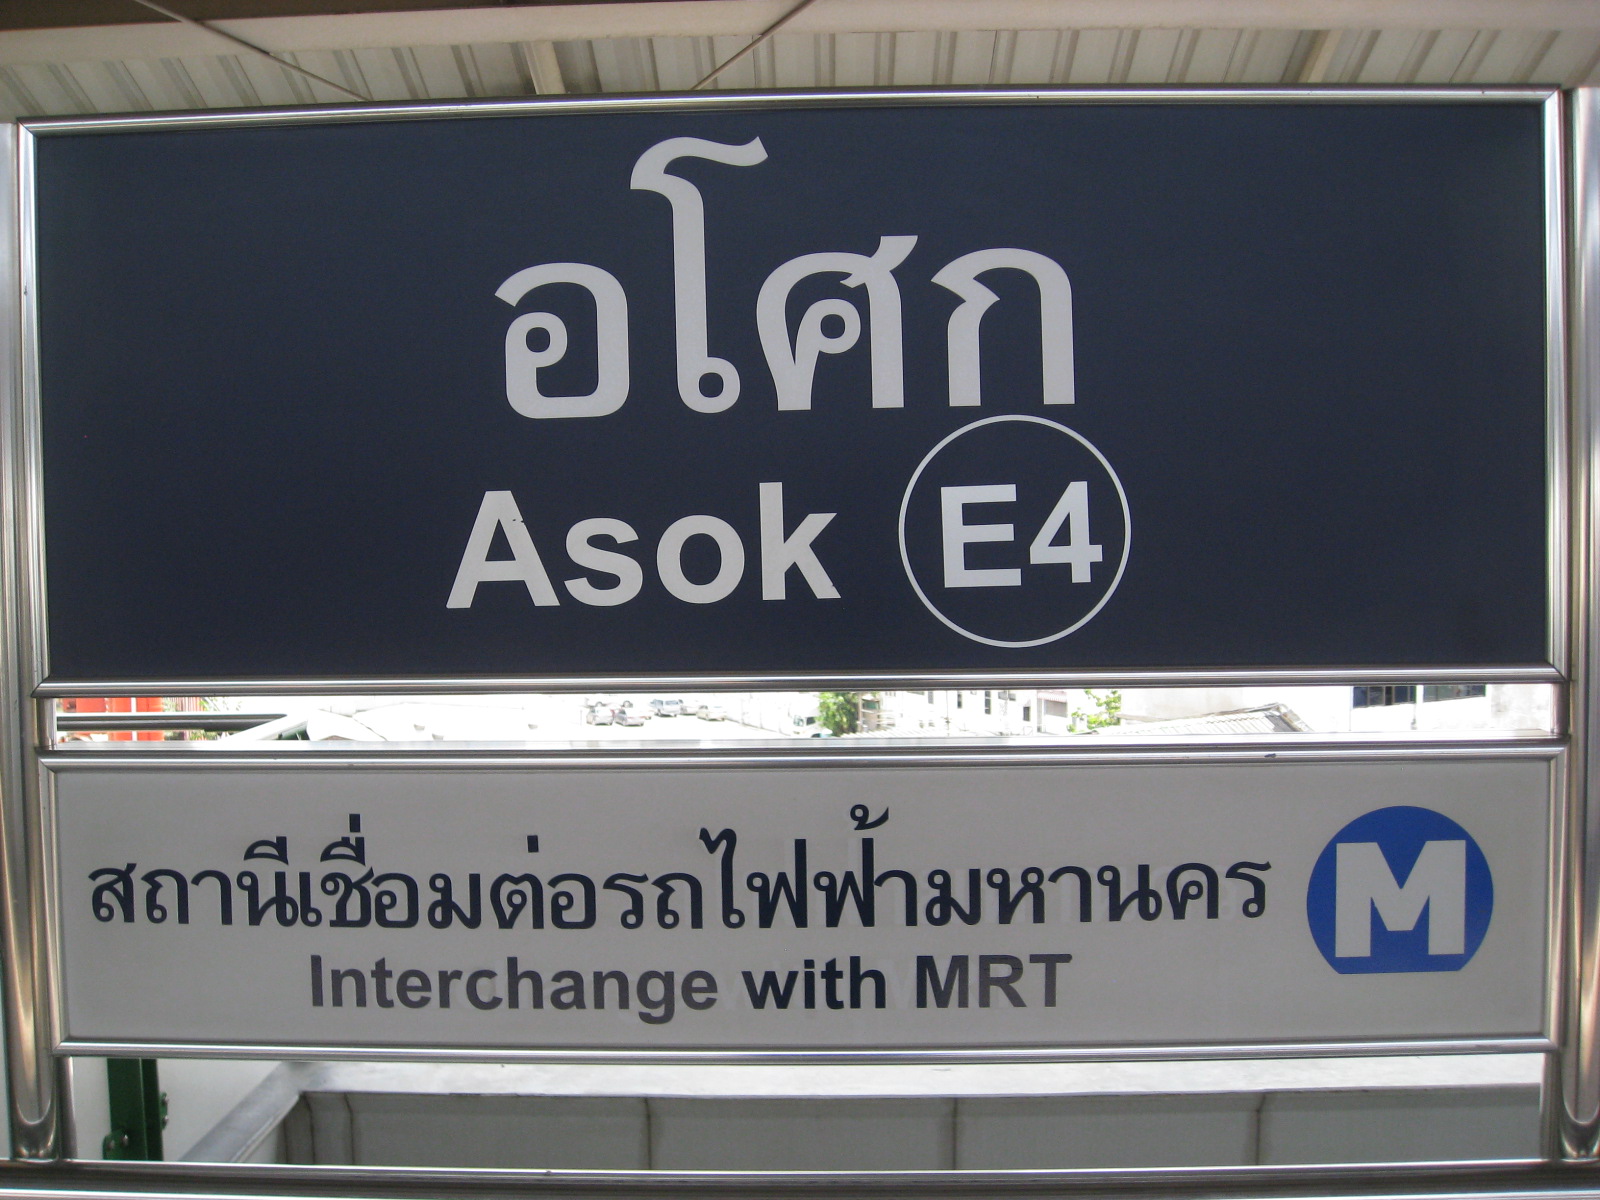 อโศก
Asok E4
สถานีเชื่อมต่อรถไฟฟ้ามหานคร
Interchange with MRT
M